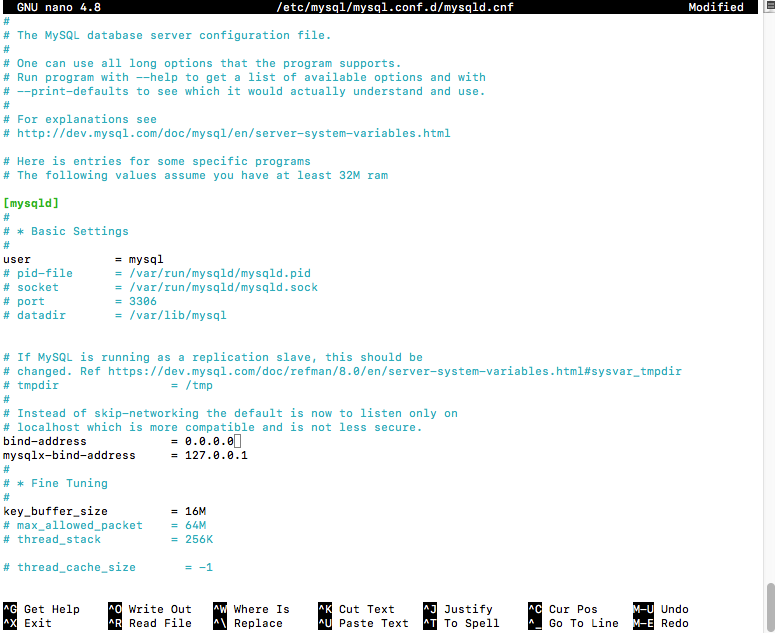 GNU nano 4.8 /etc/mysql/mysql.conf.d/mysqld.cnf Modified
#
# The MySQL database server configuration file.
#
# One can use all long options that the program supports.
# Run program with --help to get a list of available options and with
# --print-defaults to see which it would actually understand and use.
#
# For explanations see
# http://dev.mysql.com/doc/mysql/en/server-system-variables.html

# Here is entries for some specific programs
# The following values assume you have at least 32M ram

[mysqld]
#
# * Basic Settings
#
user            = mysql
# pid-file      = /var/run/mysqld/mysqld.pid
# socket        = /var/run/mysqld/mysqld.sock
# port          = 3306
# datadir       = /var/lib/mysql


# If MySQL is running as a replication slave, this should be
# changed. Ref https://dev.mysql.com/doc/refman/8.0/en/server-system-variables.html#sysvar_tmpdir
# tmpdir                = /tmp
#
# Instead of skip-networking the default is now to listen only on
# localhost which is more compatible and is not less secure.
bind-address            = 0.0.0.0
mysqlx-bind-address     = 127.0.0.1
#
# * Fine Tuning
#
key_buffer_size         = 16M
# max_allowed_packet    = 64M
# thread_stack          = 256K

# thread_cache_size       = -1

^G Get Help ^O Write Out ^W Where Is ^K Cut Text ^J Justify ^C Cur Pos M-U Undo
^X Exit ^R Read File ^\ Replace ^U Paste Text ^T To Spell ^_ Go To Line M-E Redo